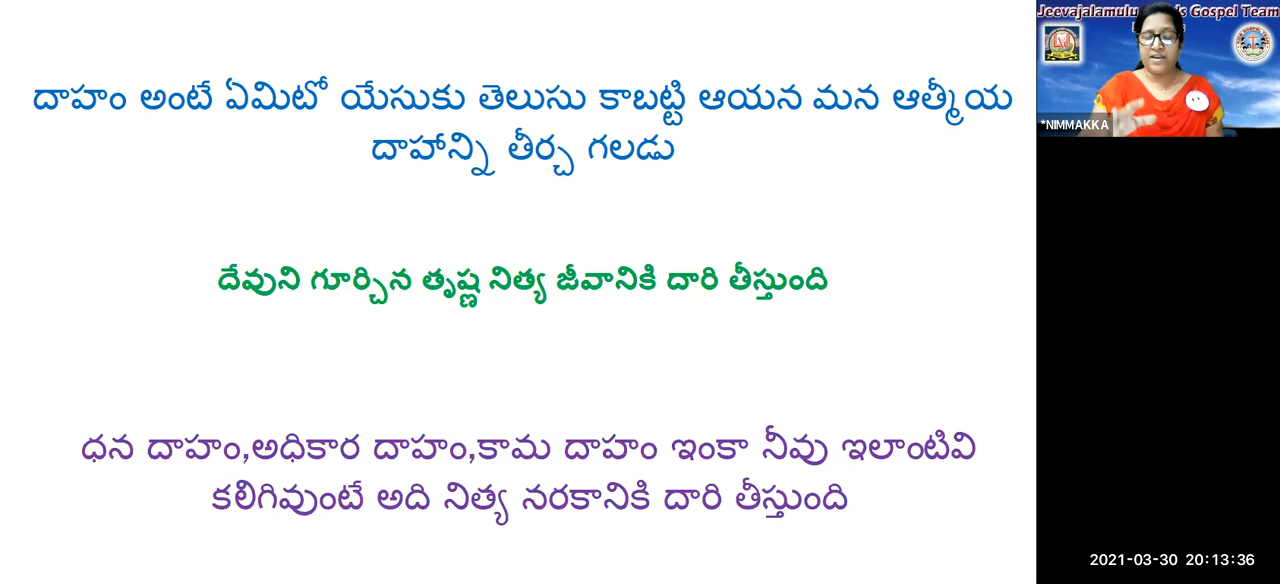 దాహం అంటే ఏమిటో యేసుకు తెలుసు కాబట్టి ఆయన మన ఆత్మీయ
దాహాన్ని తీర్చ గలడు
దేవుని గూర్చిన తృష్ణ నిత్య జీవానికి దారి తీస్తుంది
ధన దాహం,అధికార దాహం,కామ దాహం ఇంకా నీవు ఇలాంటివి
కలిగివుంటే అది నిత్య నరకానికి దారి తీస్తుంది
Jeevajalamulu Gospel Team
*NIMMAKKA
2021-03-30 20:13:36